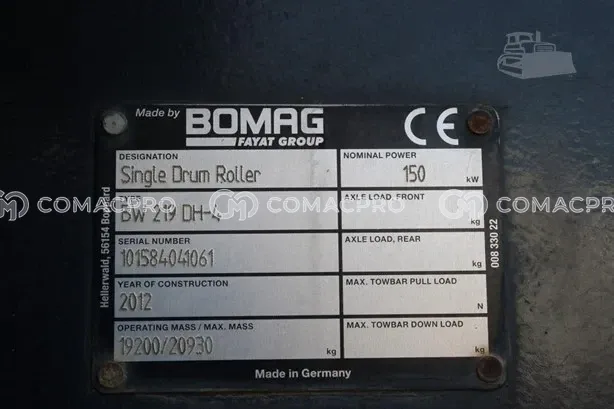 Made by BOMAG CE
FAYAT GROUP
DESIGNATION
Single Drum Roller
NOMINAL POWER
150 kW
TYPE
BW 219 DH-4
AXLE LOAD, FRONT
kg
COMACPRO COMACPRO COMACPRO
SERIAL NUMBER
101584041061
AXLE LOAD, REAR
kg
YEAR OF CONSTRUCTION
2012
MAX. TOWBAR PULL LOAD
N
OPERATING MASS / MAX. MASS
19200/20930 kg
MAX. TOWBAR DOWN LOAD
kg
Made in Germany
Hellerwald, 56154 Boppard
008 330 22